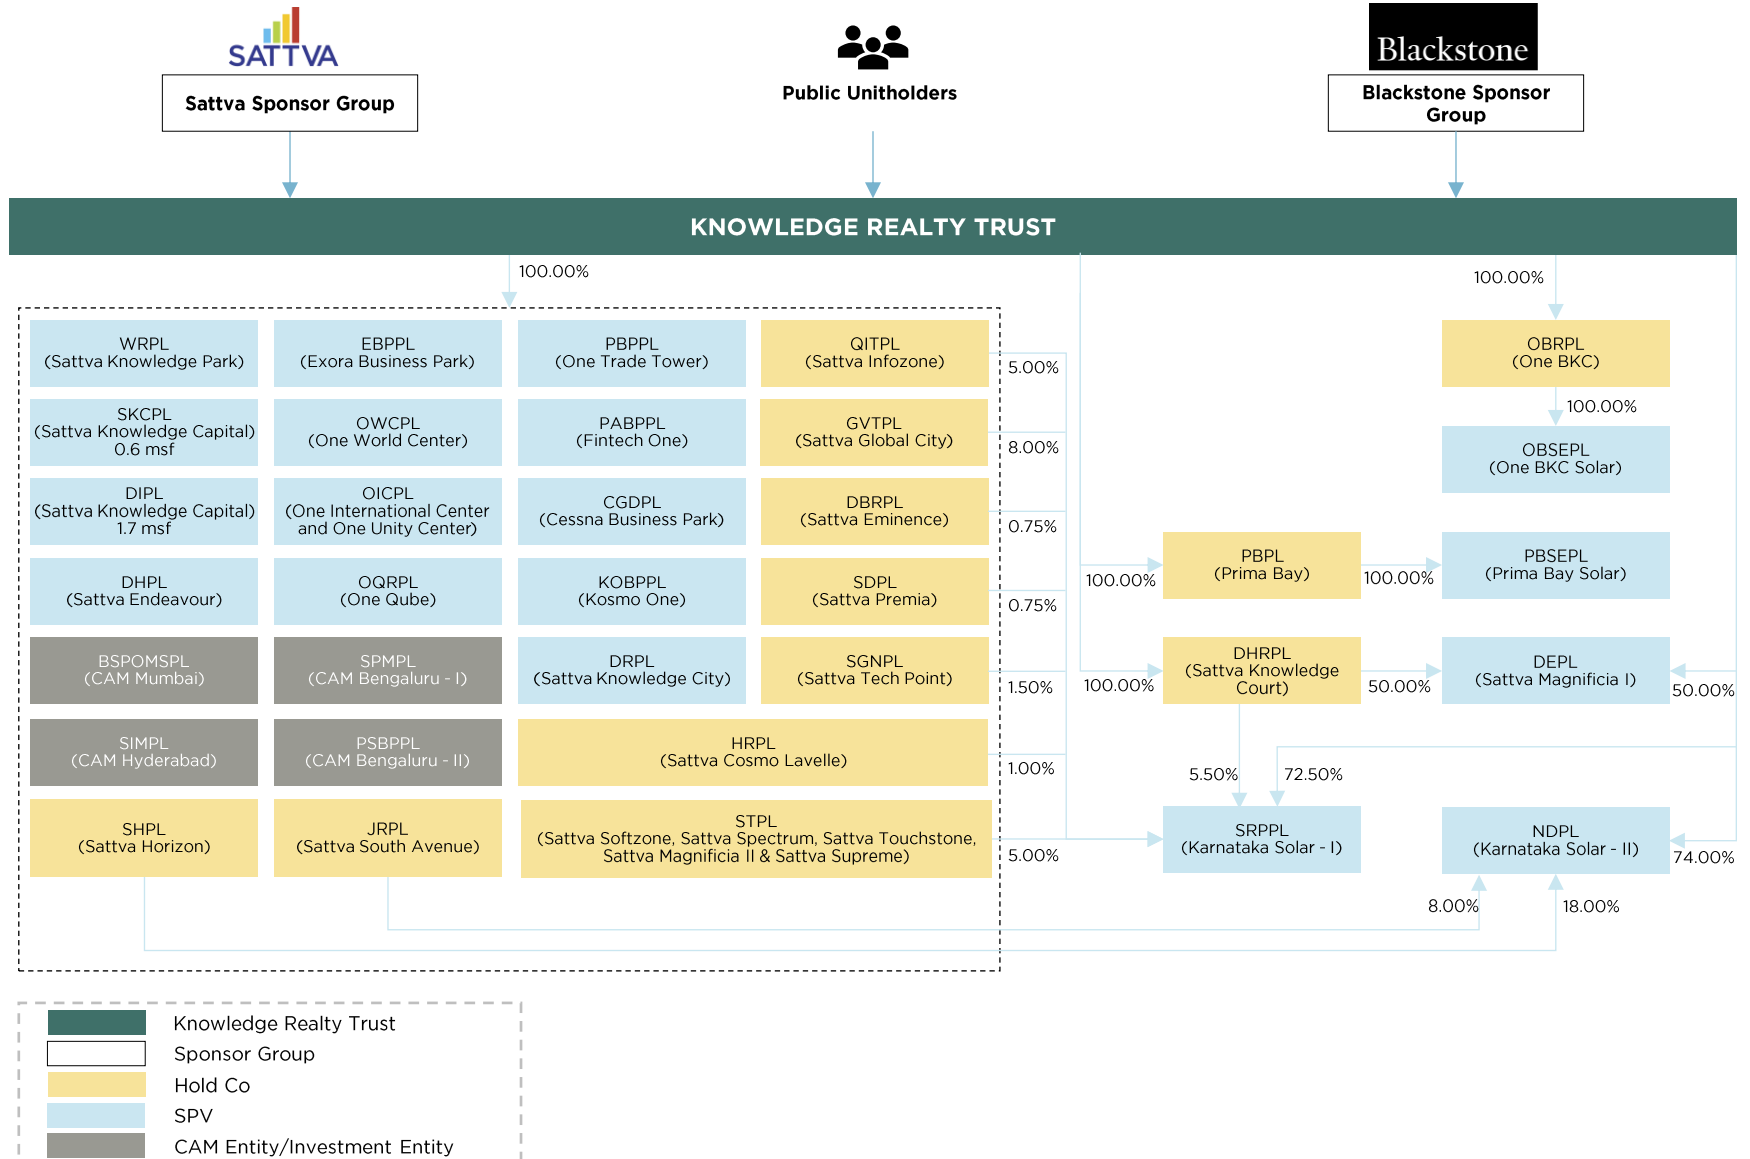 SATTVA
Sattva Sponsor Group
Public Unitholders
Blackstone
Blackstone Sponsor
Group
KNOWLEDGE REALTY TRUST
100.00%
100.00%
WRPL
(Sattva Knowledge Park)
EBPPL
(Exora Business Park)
PBPPL
(One Trade Tower)
QITPL
(Sattva Infozone)
5.00%
OBRPL
(One BKC)
100.00%
SKCPL
(Sattva Knowledge Capital)
0.6 msf
OWCPL
(One World Center)
PABPPL
(Fintech One)
GVTPL
(Sattva Global City)
8.00%
OBSEPL
(One BKC Solar)
DIPL
(Sattva Knowledge Capital)
1.7 msf
OICPL
(One International Center
and One Unity Center)
CGDPL
(Cessna Business Park)
DBRPL
(Sattva Eminence)
0.75%
DHPL
(Sattva Endeavour)
OQRPL
(One Qube)
KOBPPL
(Kosmo One)
SDPL
(Sattva Premia)
0.75%
100.00%
PBPL
(Prima Bay)
100.00%
PBSEPL
(Prima Bay Solar)
BSPOMSPL
(CAM Mumbai)
SPMPL
(CAM Bengaluru - I)
DRPL
(Sattva Knowledge City)
SGNPL
(Sattva Tech Point)
1.50%
100.00%
DHRPL
(Sattva Knowledge
Court)
50.00%
DEPL
(Sattva Magnificia I)
50.00%
SIMPL
(CAM Hyderabad)
PSBPPL
(CAM Bengaluru - II)
HRPL
(Sattva Cosmo Lavelle)
1.00%
5.50%
72.50%
SHPL
(Sattva Horizon)
JRPL
(Sattva South Avenue)
STPL
(Sattva Softzone, Sattva Spectrum, Sattva Touchstone,
Sattva Magnificia II & Sattva Supreme)
5.00%
SRPPL
(Karnataka Solar - I)
NDPL
(Karnataka Solar - II)
74.00%
8.00%
18.00%
Knowledge Realty Trust
Sponsor Group
Hold Co
SPV
CAM Entity/Investment Entity